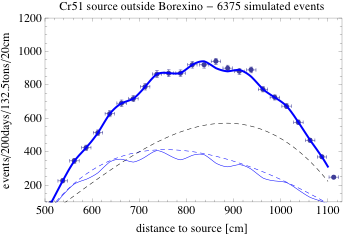 Cr51 source outside Borexino − 6375 simulated events
events/200days/132.5tons/20cm
1200
1000
800
600
400
200
500 600 700 800 900 1000 1100
distance to source [cm]